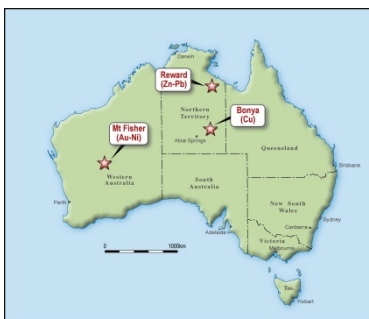 Darwin
Reward
(Zn-Pb)
Northern
Territory
Bonya
(Cu)
Mt Fisher
(Au-Ni)
Alice Springs
Queensland
Western
Australia
South
Australia
Brisbane
New South
Wales
Perth
Sydney
Canberra
Adelaide
Victoria
Melbourne
0
1000km
Tas.
Hobart